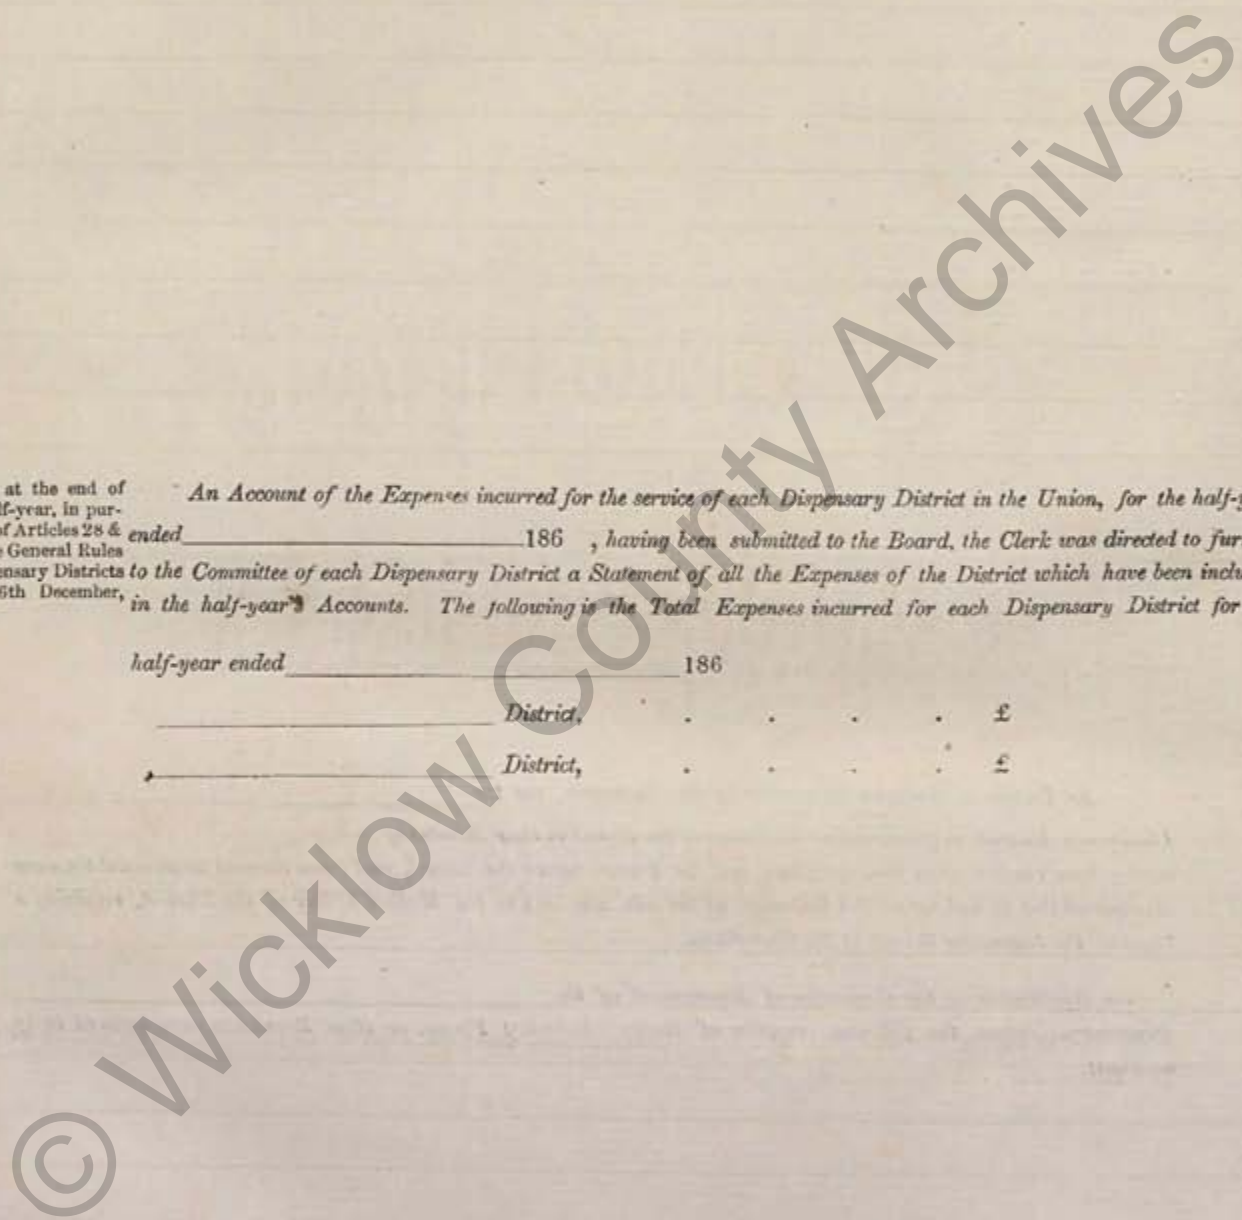 at the end of
lf-year, in pur-
of Articles 28 &
e General Rules
ensary Districts
6th December,
An Account of the Expenses incurred for the service of each Dispensary District in the Union, for the half-y
ended 186 , having been submitted to the Board, the Clerk was directed to fur
to the Committee of each Dispensary District a Statement of all the Expenses of the District which have been inclu
in the half-year's Accounts. The following is the Total Expenses incurred for each Dispensary District for
half-year ended 186
District, . . . . £
District, . . . . £
© Wicklow County Archives